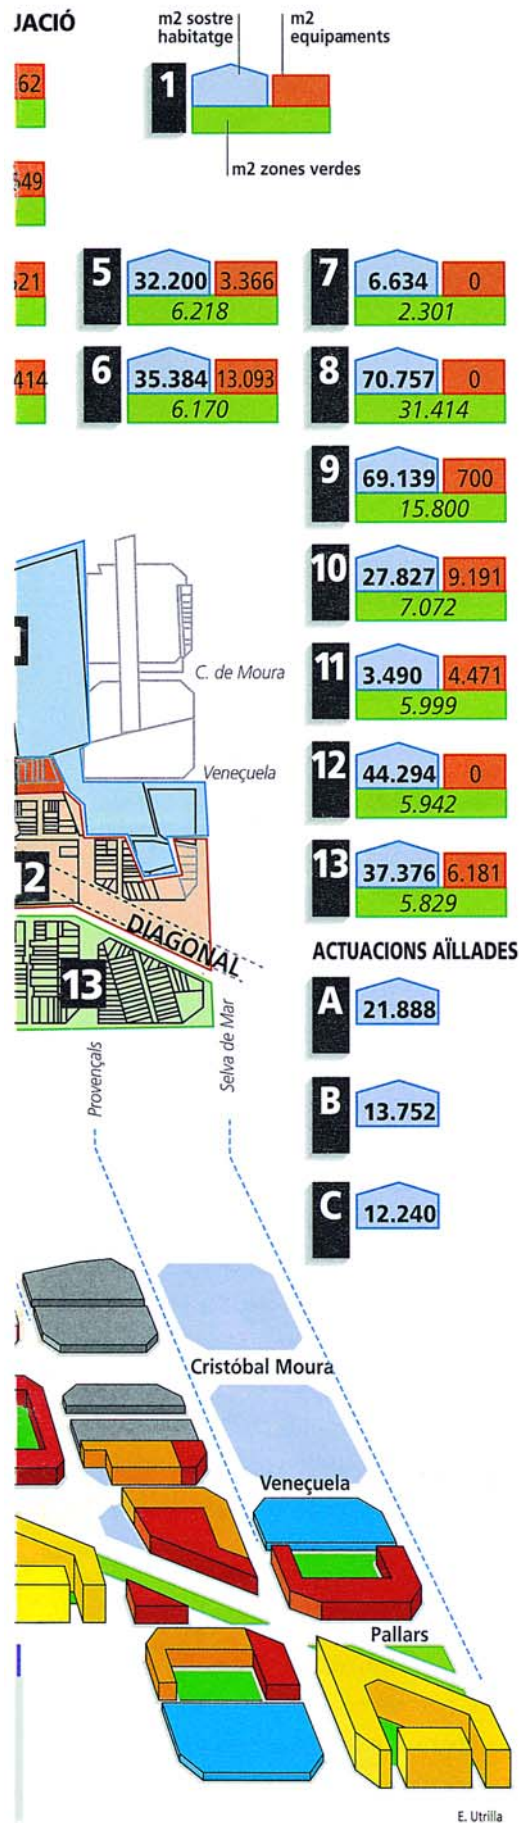 m2 sostre
habitatge
m2
equipaments
1
m2 zones verdes
62
5
32.200 3.366
6.218
7
6.634 0
2.301
414
6
35.384 13.093
6.170
8
70.757 0
31.414
9
69.139 700
15.800
10
27.827 9.191
7.072
11
3.490 4.471
5.999
12
44.294 0
5.942
13
37.376 6.181
5.829
C. de Moura
Veneçuela
12
DIAGONAL
13
Provençals
Selva de Mar
ACTUACIONS AÏLLADES
A
21.888
B
13.752
C
12.240
Cristóbal Moura
Veneçuela
Pallars
E. Utrilla